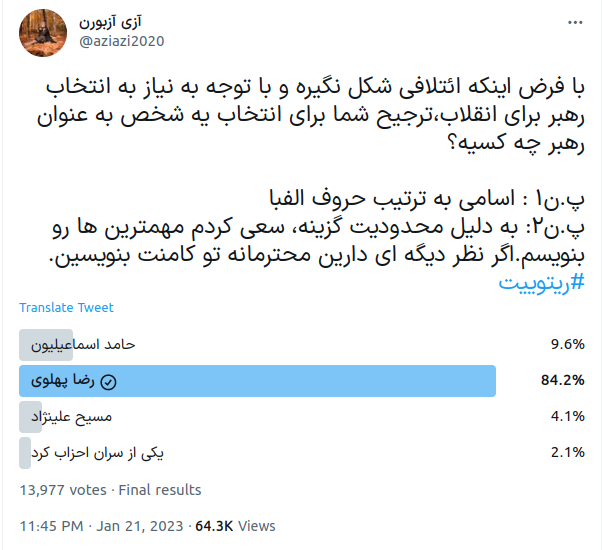 آزی آزبورن
@aziazi2020
با فرض اینکه ائتلافی شکل نگیره و با توجه به نیاز به انتخاب
رهبر برای انقلاب،ترجیح شما برای انتخاب یه شخص به عنوان
رهبر چه کسیه؟
پ.ن۱ : اسامی به ترتیب حروف الفبا
پ.ن۲: به دلیل محدودیت گزینه، سعی کردم مهمترین ها رو
بنویسم.اگر نظر دیگه ای دارین محترمانه تو کامنت بنویسین.
#ریتوییت
Translate Tweet
حامد اسماعیلیون 9.6%
رضا پهلوی 84.2%
مسیح علینژاد 4.1%
یکی از سران احزاب کرد 2.1%
13,977 votes · Final results
11:45 PM · Jan 21, 2023 · 64.3K Views